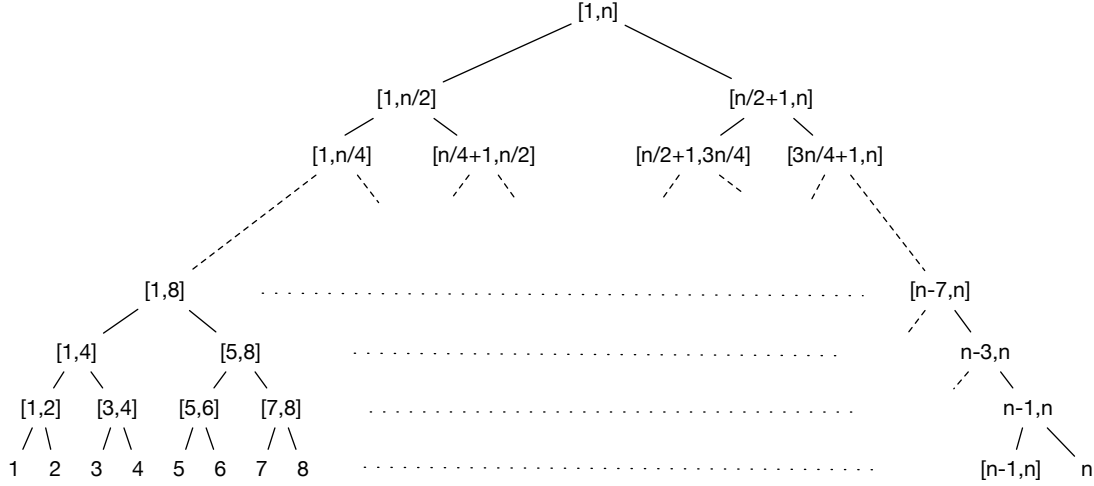 [1,n]
[1,n/2] [n/2+1,n]
[1,n/4] [n/4+1,n/2] [n/2+1,3n/4] [3n/4+1,n]
[1,8] [n-7,n]
[1,4] [5,8] n-3,n
[1,2] [3,4] [5,6] [7,8] n-1,n
1 2 3 4 5 6 7 8 [n-1,n] n